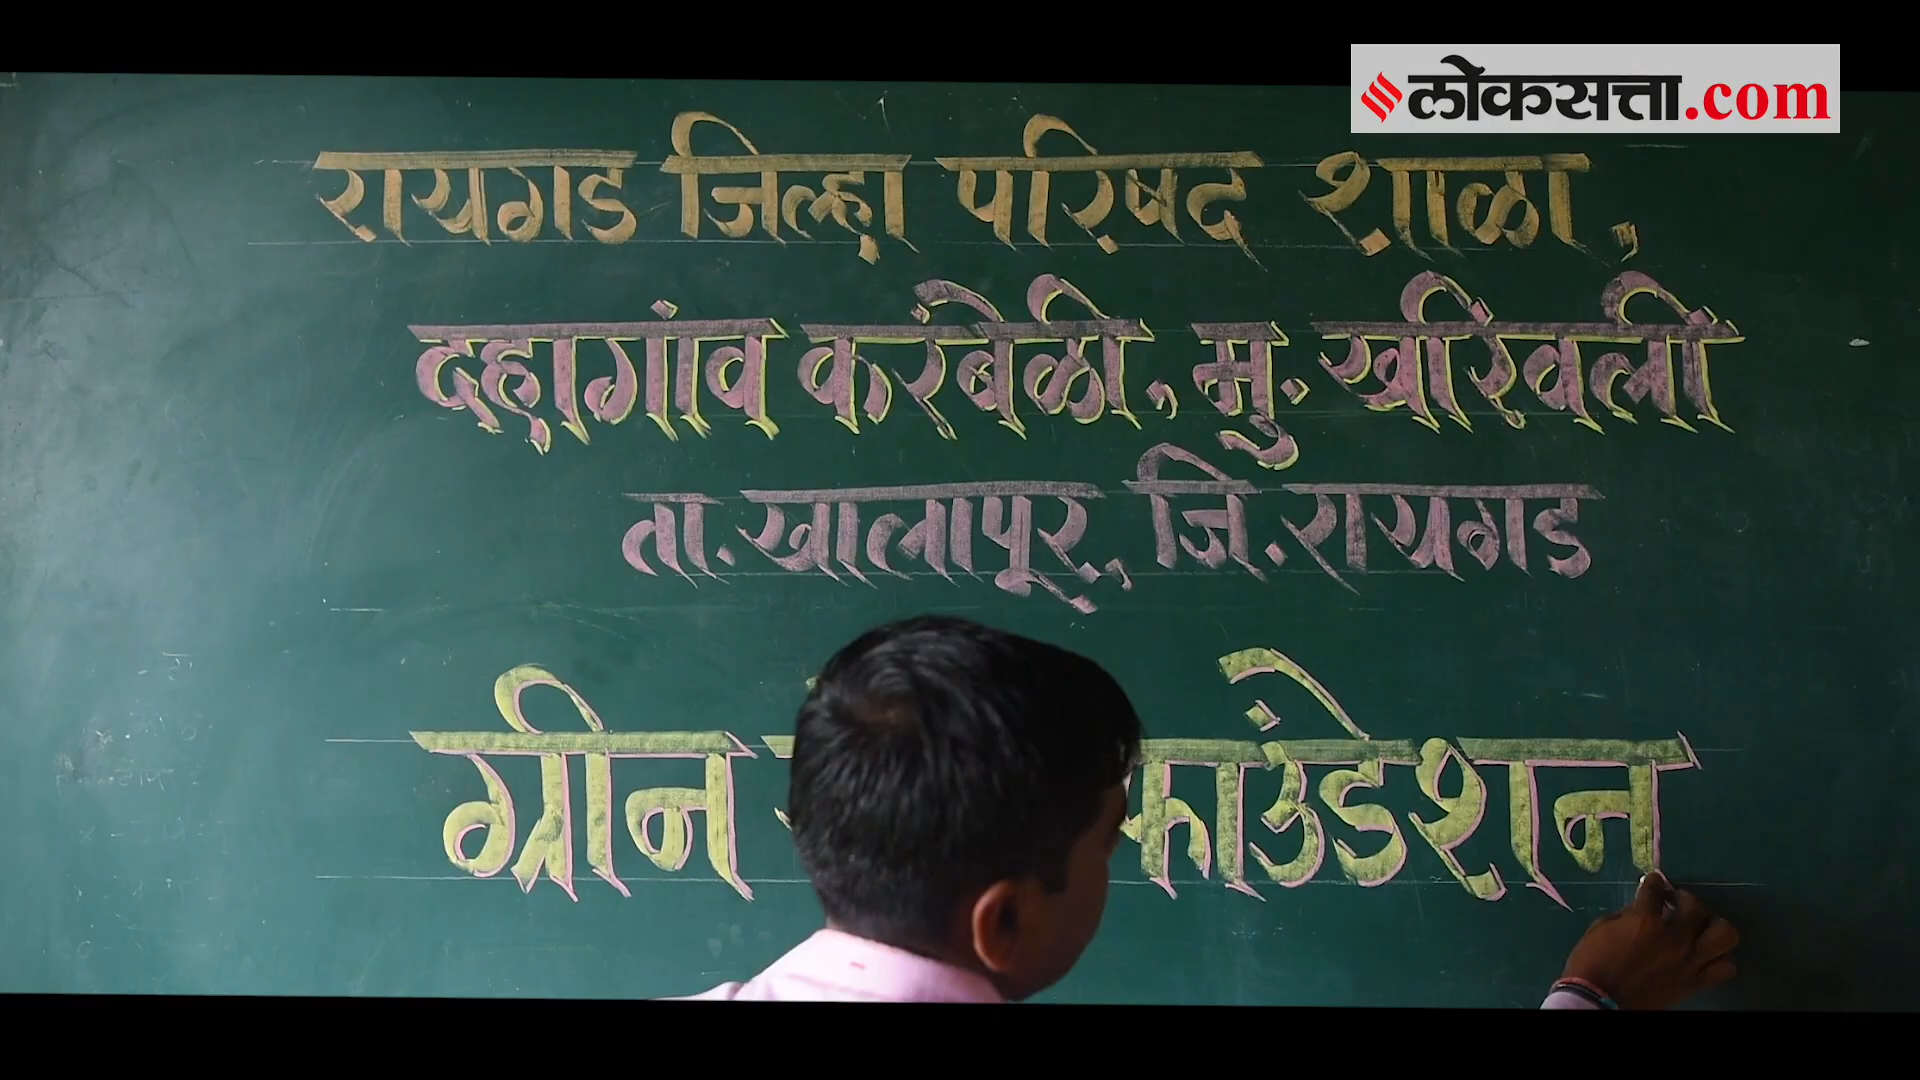 लोकसत्ता.com
रायगड जिल्हा परिषद शाळा,
दहागांव करंबेळी, मु. खरिवली
ता. खालापूर, जि. रायगड
ग्रीन फाउंडेशन